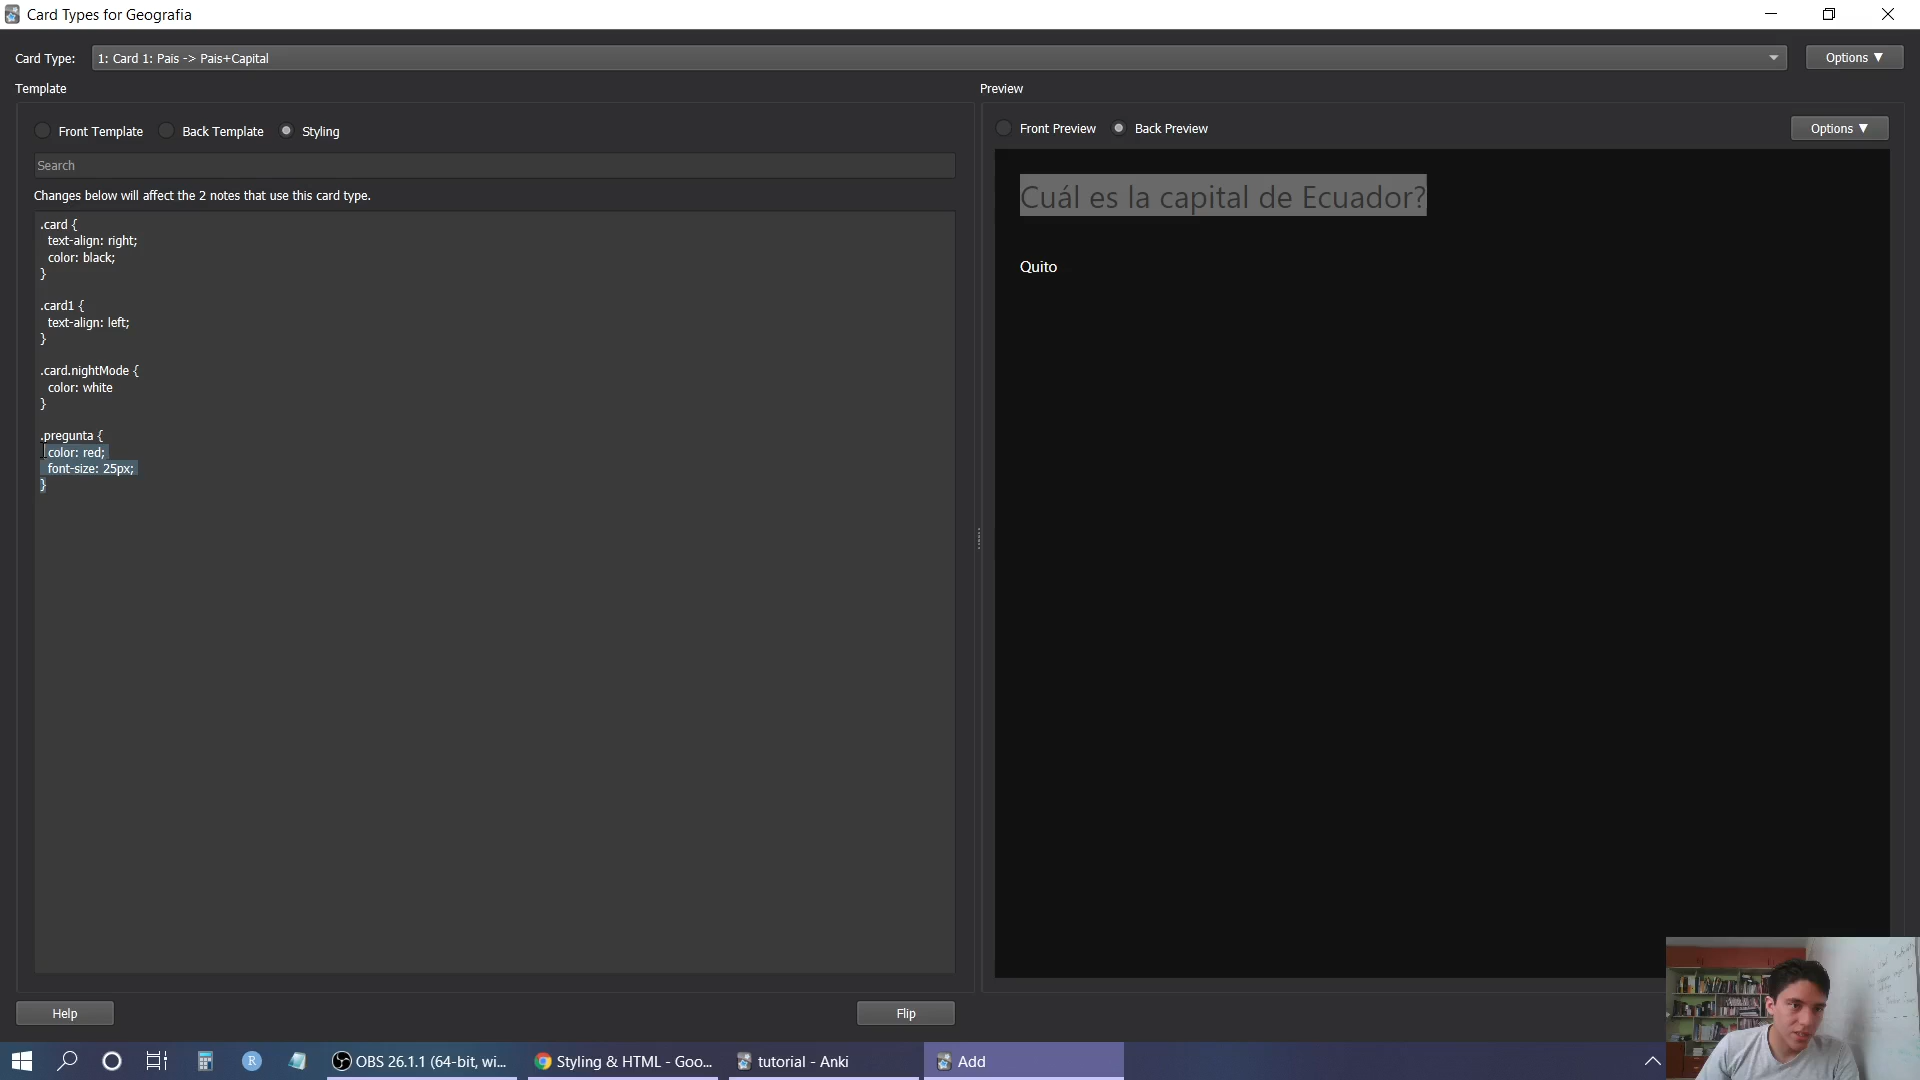 Card Types for Geografia
Card Type:
1: Card 1: Pais -> Pais+Capital
Options ▼
Template
Preview
Front Template
Back Template
Styling
Front Preview
Back Preview
Options ▼
Search
Changes below will affect the 2 notes that use this card type.
.card {
text-align: right;
color: black;
}
.card1 {
text-align: left;
}
.card.nightMode {
color: white
}
.pregunta {
color: red;
font-size: 25px;
}
Cuál es la capital de Ecuador?
Quito
Help
Flip
OBS 26.1.1 (64-bit, wi...
Styling & HTML - Goo...
tutorial - Anki
Add